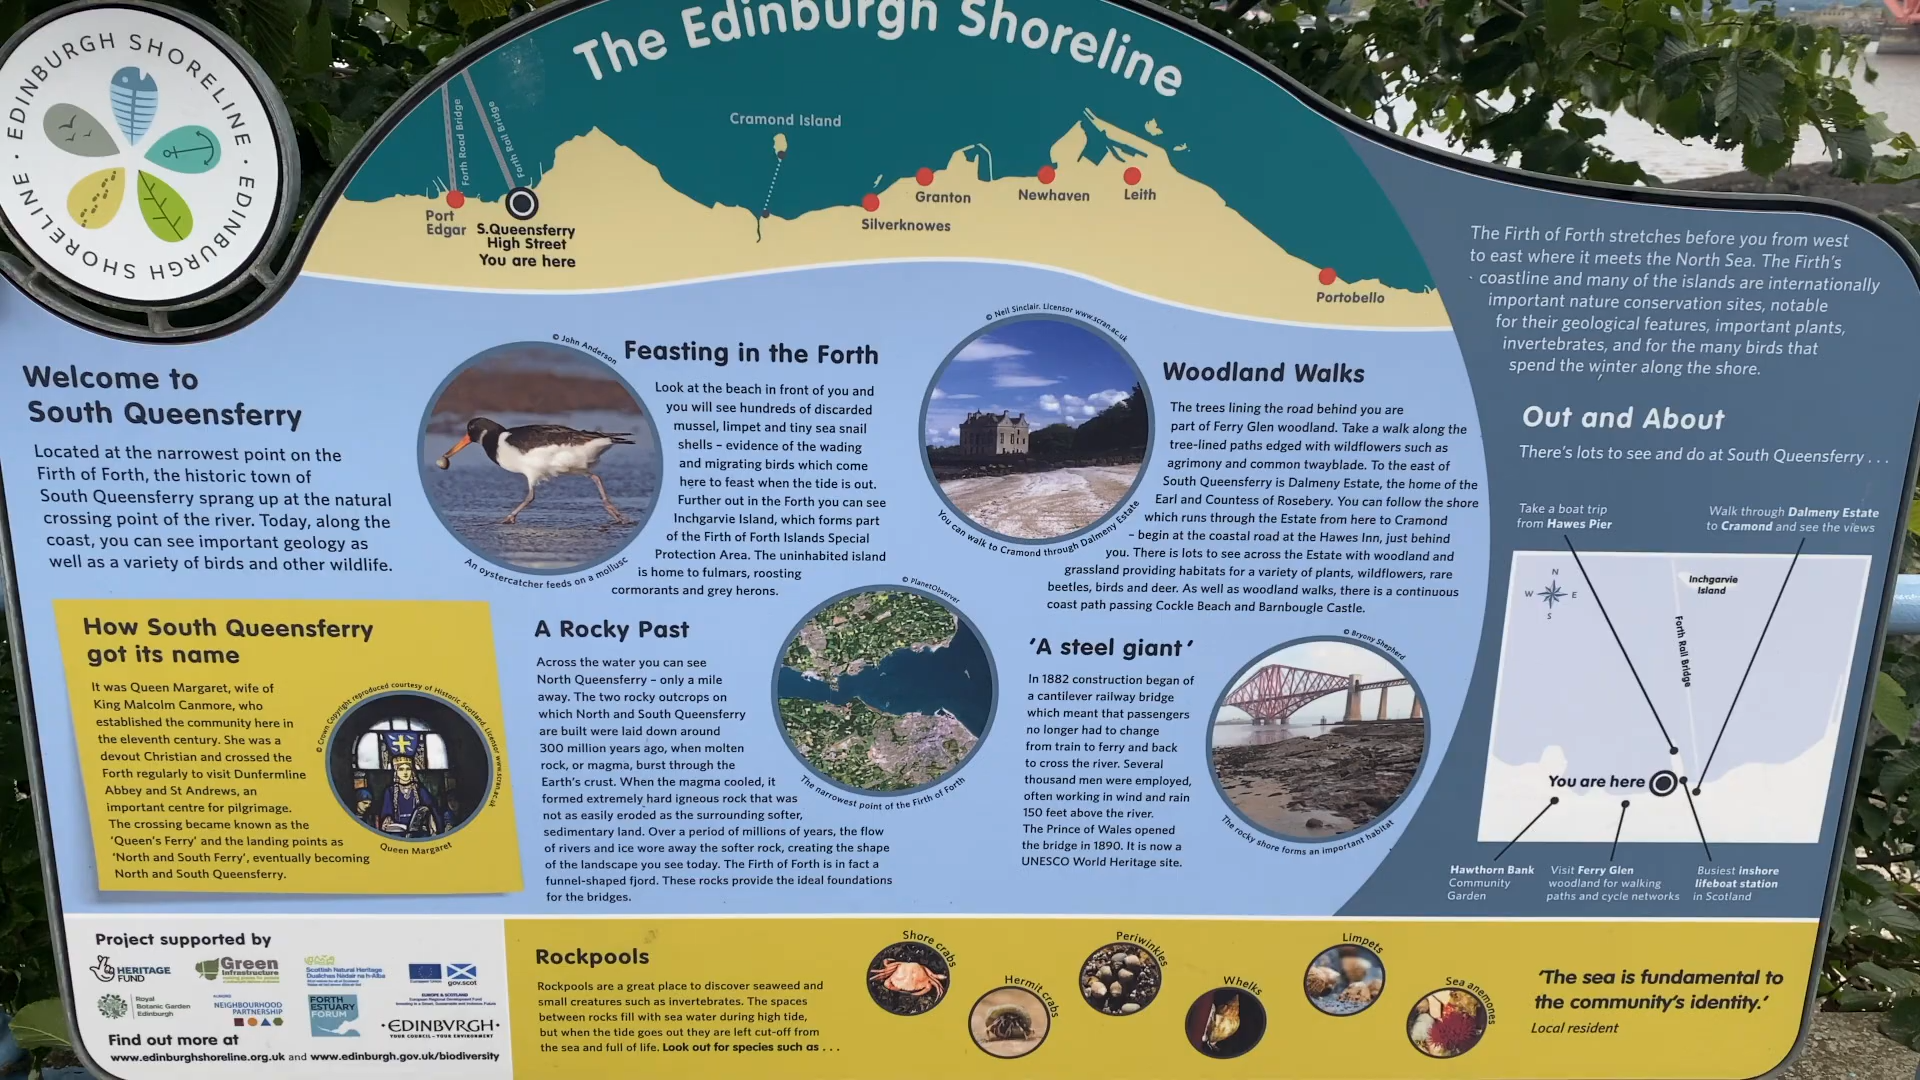 EDINBURGH SHORELINE · EDINBURGH SHORELINE ·
The Edinburgh Shoreline
Forth Road Bridge
Forth Rail Bridge
Cramond Island
Port
Edgar
S.Queensferry
High Street
You are here
Silverknowes
Granton
Newhaven
Leith
Portobello
Welcome to
South Queensferry
Located at the narrowest point on the
Firth of Forth, the historic town of
South Queensferry sprang up at the natural
crossing point of the river. Today, along the
coast, you can see important geology as
well as a variety of birds and other wildlife.
How South Queensferry
got its name
It was Queen Margaret, wife of
King Malcolm Canmore, who
established the community here in
the eleventh century. She was a
devout Christian and crossed the
Forth regularly to visit Dunfermline
Abbey and St Andrews, an
important centre for pilgrimage.
The crossing became known as the
'Queen's Ferry' and the landing points as
'North and South Ferry', eventually becoming
North and South Queensferry.
© Crown Copyright reproduced courtesy of Historic Scotland. Licensor www.scran.ac.uk
Queen Margaret
© John Anderson
An oystercatcher feeds on a mollusc
Feasting in the Forth
Look at the beach in front of you and
you will see hundreds of discarded
mussel, limpet and tiny sea snail
shells – evidence of the wading
and migrating birds which come
here to feast when the tide is out.
Further out in the Forth you can see
Inchgarvie Island, which forms part
of the Firth of Forth Islands Special
Protection Area. The uninhabited island
is home to fulmars, roosting
cormorants and grey herons.
A Rocky Past
Across the water you can see
North Queensferry – only a mile
away. The two rocky outcrops on
which North and South Queensferry
are built were laid down around
300 million years ago, when molten
rock, or magma, burst through the
Earth's crust. When the magma cooled, it
formed extremely hard igneous rock that was
not as easily eroded as the surrounding softer,
sedimentary land. Over a period of millions of years, the flow
of rivers and ice wore away the softer rock, creating the shape
of the landscape you see today. The Firth of Forth is in fact a
funnel-shaped fjord. These rocks provide the ideal foundations
for the bridges.
© PlanetObserver
The narrowest point of the Firth of Forth
© Neil Sinclair. Licensor www.scran.ac.uk
You can walk to Cramond through Dalmeny Estate
Woodland Walks
The trees lining the road behind you are
part of Ferry Glen woodland. Take a walk along the
tree-lined paths edged with wildflowers such as
agrimony and common twayblade. To the east of
South Queensferry is Dalmeny Estate, the home of the
Earl and Countess of Rosebery. You can follow the shore
which runs through the Estate from here to Cramond
– begin at the coastal road at the Hawes Inn, just behind
you. There is lots to see across the Estate with woodland and
grassland providing habitats for a variety of plants, wildflowers, rare
beetles, birds and deer. As well as woodland walks, there is a continuous
coast path passing Cockle Beach and Barnbougle Castle.
'A steel giant'
In 1882 construction began of
a cantilever railway bridge
which meant that passengers
no longer had to change
from train to ferry and back
to cross the river. Several
thousand men were employed,
often working in wind and rain
150 feet above the river.
The Prince of Wales opened
the bridge in 1890. It is now a
UNESCO World Heritage site.
© Bryony Shepherd
The rocky shore forms an important habitat
The Firth of Forth stretches before you from west
to east where it meets the North Sea. The Firth's
coastline and many of the islands are internationally
important nature conservation sites, notable
for their geological features, important plants,
invertebrates, and for the many birds that
spend the winter along the shore.
Out and About
There's lots to see and do at South Queensferry . . .
Take a boat trip
from Hawes Pier
Walk through Dalmeny Estate
to Cramond and see the views
N
W E
S
Inchgarvie
Island
Forth Rail Bridge
You are here
Hawthorn Bank
Community
Garden
Visit Ferry Glen
woodland for walking
paths and cycle networks
Busiest inshore
lifeboat station
in Scotland
Project supported by
HERITAGE
FUND
Green
Infrastructure
Scottish Natural Heritage
Dualchas Nàdair na h-Alba
gov.scot
EUROPE & SCOTLAND
European Regional Development Fund
Investing in a Smart, Sustainable and Inclusive Future
Royal
Botanic Garden
Edinburgh
NEIGHBOURHOOD
PARTNERSHIP
FORTH
ESTUARY
FORUM
·EDINBVRGH·
YOUR COUNCIL – YOUR ENVIRONMENT
Find out more at
www.edinburghshoreline.org.uk and www.edinburgh.gov.uk/biodiversity
Rockpools
Rockpools are a great place to discover seaweed and
small creatures such as invertebrates. The spaces
between rocks fill with sea water during high tide,
but when the tide goes out they are left cut-off from
the sea and full of life. Look out for species such as . . .
Shore crabs
Hermit crabs
Periwinkles
Whelks
Limpets
Sea anemones
'The sea is fundamental to
the community's identity.'
Local resident